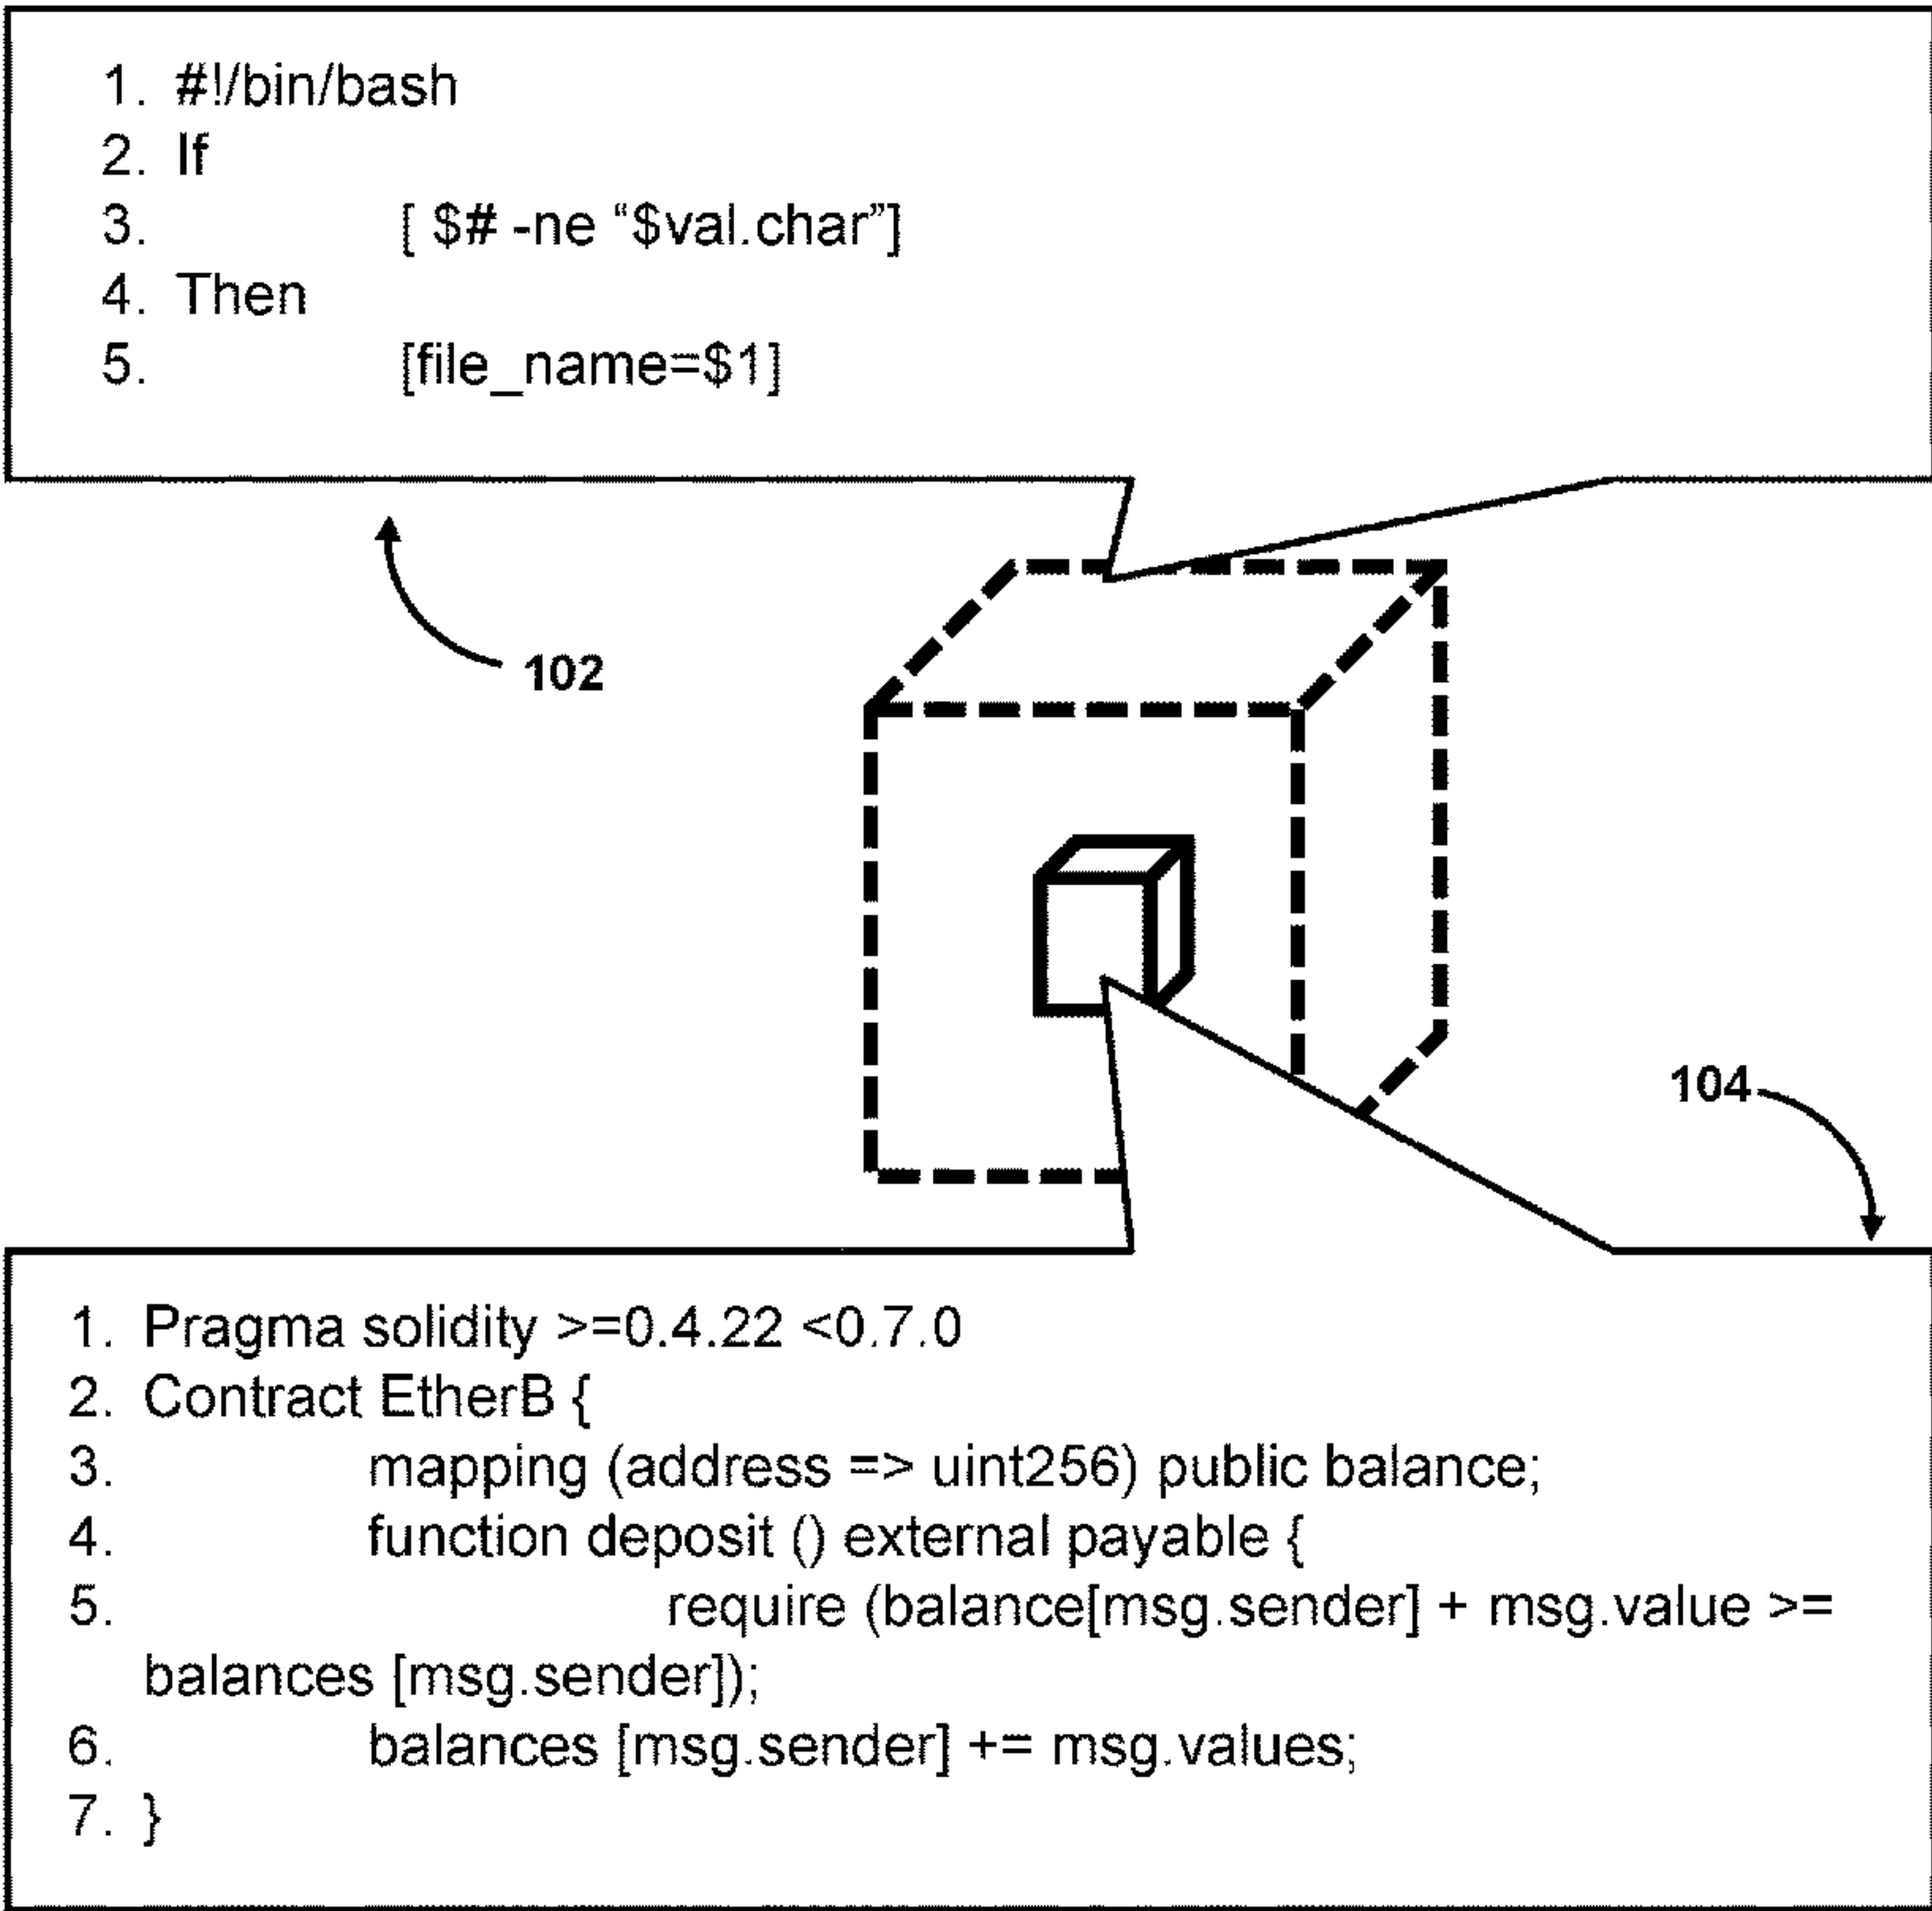 1. #!/bin/bash
2. If
3. [ $# -ne “$val.char”]
4. Then
5. [file_name=$1]
102
104
1. Pragma solidity >=0.4.22 <0.7.0
2. Contract EtherB {
3. mapping (address => uint256) public balance;
4. function deposit () external payable {
5. require (balance[msg.sender] + msg.value >=
balances [msg.sender]);
6. balances [msg.sender] += msg.values;
7. }